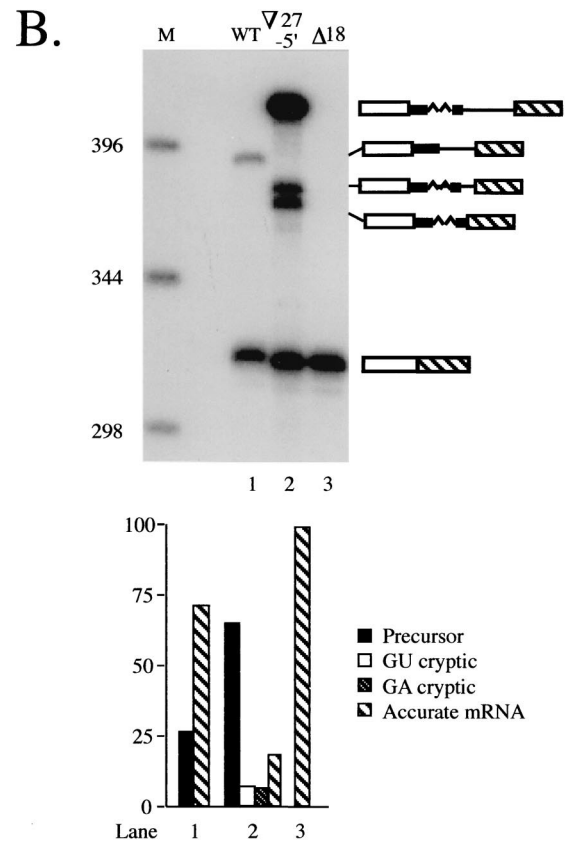 B.
M WT ∇27 -5' Δ18
396
344
298
1 2 3
100
75
50
25
0
Precursor
GU cryptic
GA cryptic
Accurate mRNA
Lane 1 2 3